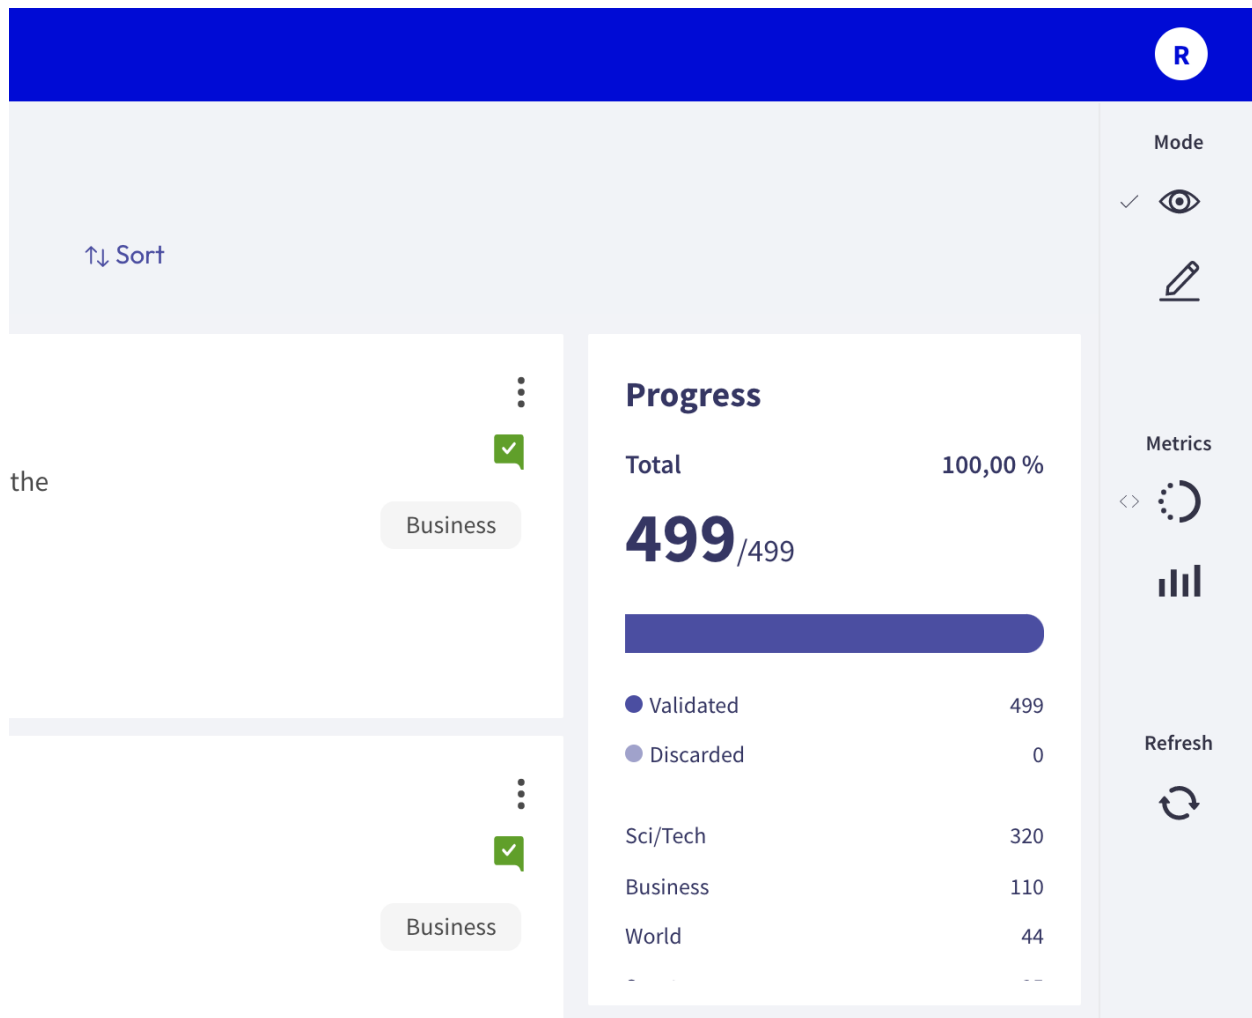 R
Mode
Sort
the
Business
Progress
Total 100,00 %
499/499
Validated 499
Discarded 0
Sci/Tech 320
Business 110
World 44
Metrics
Refresh
Business